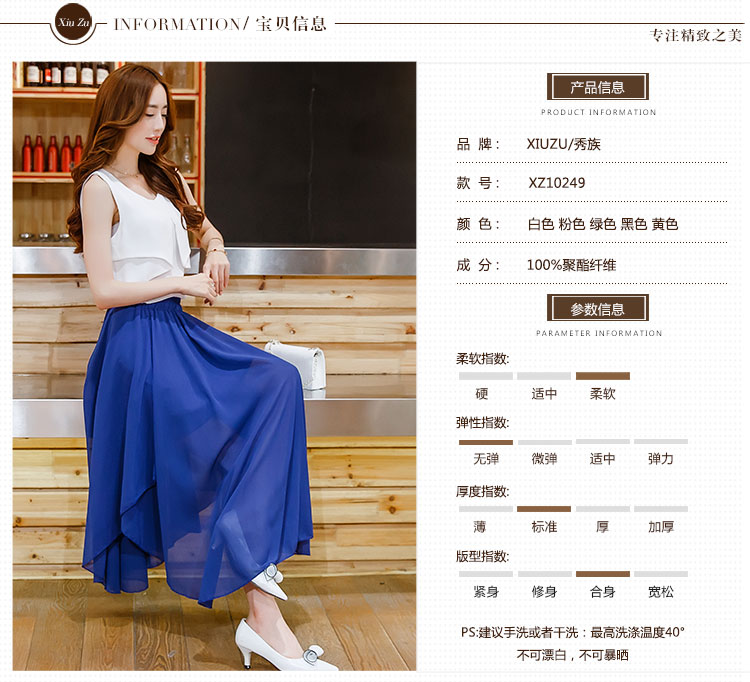 Xiu Zu
INFORMATION/ 宝贝信息
专注精致之美
产品信息
PRODUCT INFORMATION
品 牌： XIUZU/秀族
款 号： XZ10249
颜 色： 白色 粉色 绿色 黑色 黄色
成 分： 100%聚酯纤维
参数信息
PARAMETER INFORMATION
柔软指数:
硬 适中 柔软
弹性指数:
无弹 微弹 适中 弹力
厚度指数:
薄 标准 厚 加厚
版型指数:
紧身 修身 合身 宽松
PS:建议手洗或者干洗：最高洗涤温度40°
不可漂白，不可暴晒